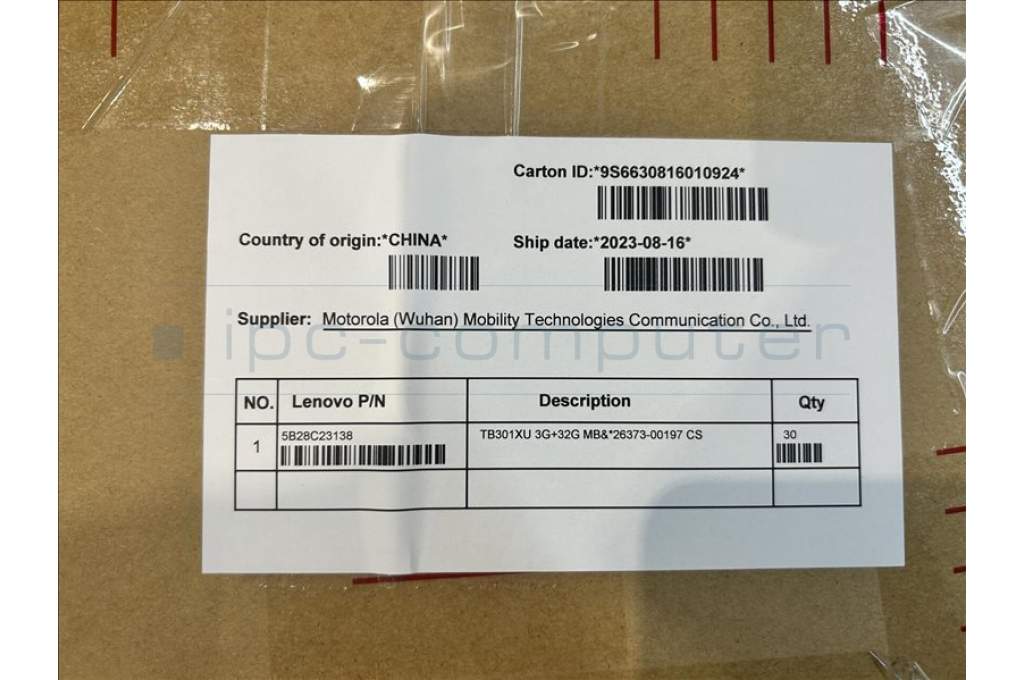 Carton ID:*9S6630816010924*
Country of origin:*CHINA*
Ship date:*2023-08-16*
Supplier: Motorola (Wuhan) Mobility Technologies Communication Co., Ltd.
ipc-computer
NO. Lenovo P/N Description Qty
1 5B28C23138 TB301XU 3G+32G MB&*26373-00197 CS 30